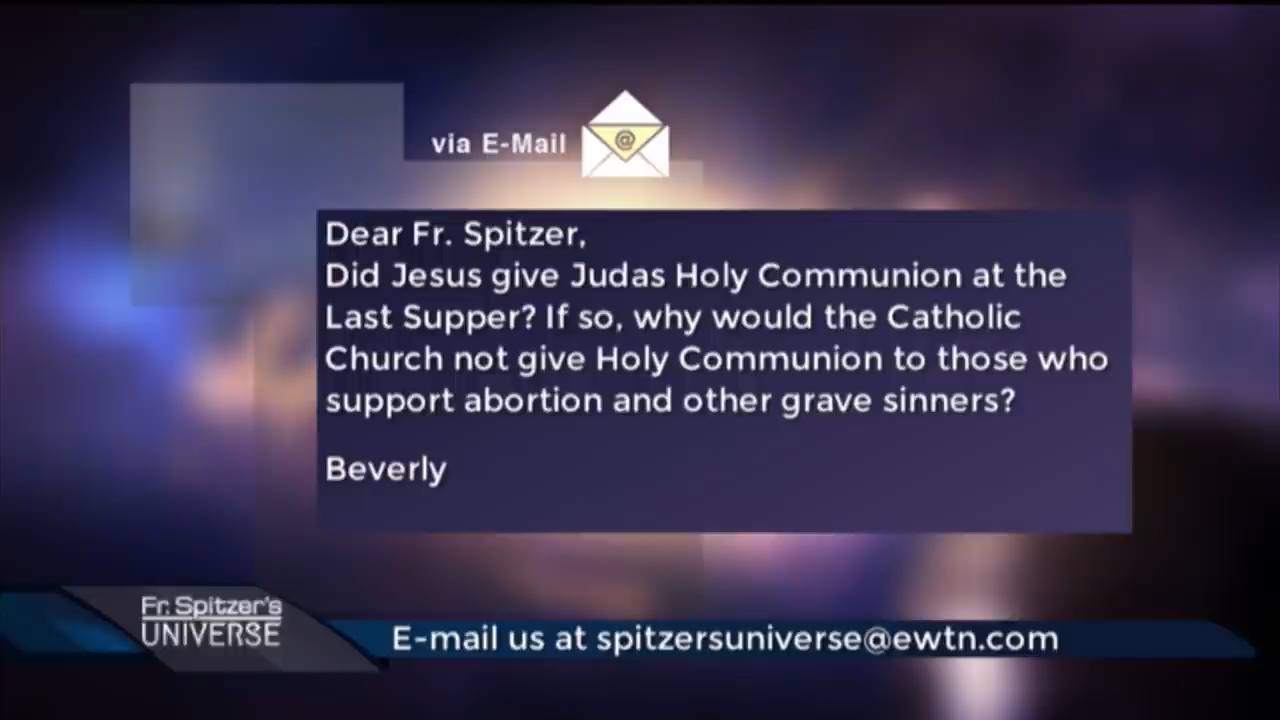 via E-Mail
@
Dear Fr. Spitzer,
Did Jesus give Judas Holy Communion at the
Last Supper? If so, why would the Catholic
Church not give Holy Communion to those who
support abortion and other grave sinners?
Beverly
Fr. Spitzer's
UNIVERSE
E-mail us at spitzersuniverse@ewtn.com